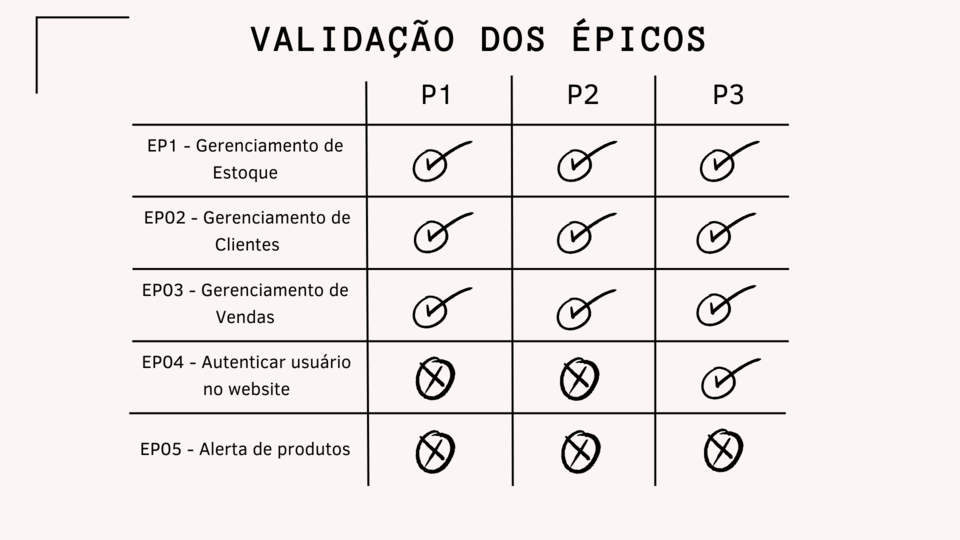 VALIDAÇÃO DOS ÉPICOS
P1 P2 P3
EP1 - Gerenciamento de
Estoque
EP02 - Gerenciamento de
Clientes
EP03 - Gerenciamento de
Vendas
EP04 - Autenticar usuário
no website
EP05 - Alerta de produtos